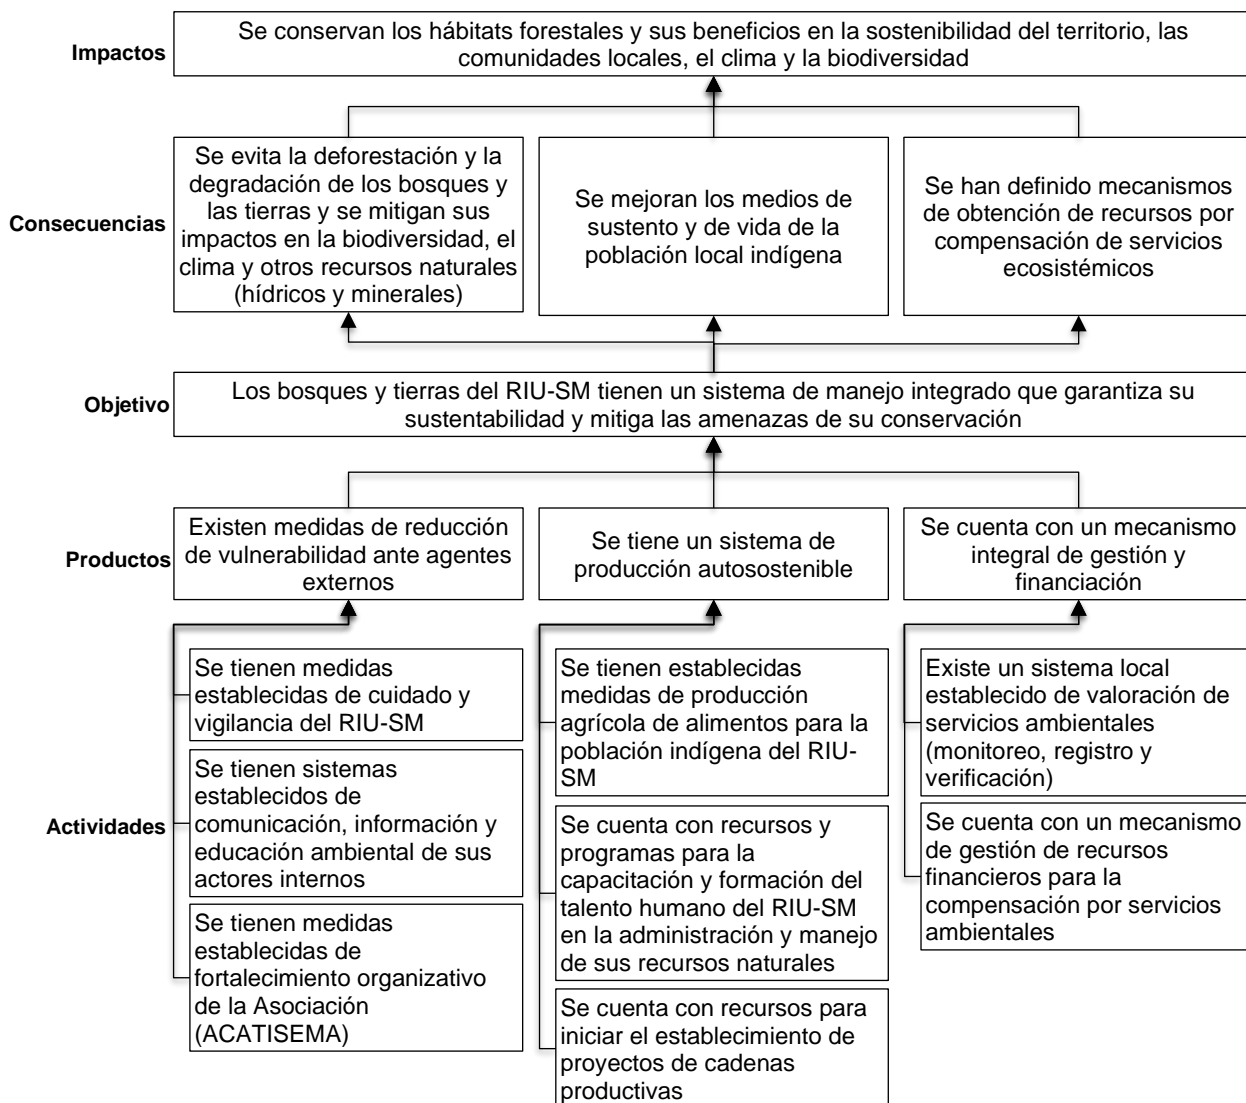 Impactos
Se conservan los hábitats forestales y sus beneficios en la sostenibilidad del territorio, las
comunidades locales, el clima y la biodiversidad
Consecuencias
Se evita la deforestación y la
degradación de los bosques y
las tierras y se mitigan sus
impactos en la biodiversidad, el
clima y otros recursos naturales
(hídricos y minerales)
Se mejoran los medios de
sustento y de vida de la
población local indígena
Se han definido mecanismos
de obtención de recursos por
compensación de servicios
ecosistémicos
Objetivo
Los bosques y tierras del RIU-SM tienen un sistema de manejo integrado que garantiza su
sustentabilidad y mitiga las amenazas de su conservación
Productos
Existen medidas de reducción
de vulnerabilidad ante agentes
externos
Se tiene un sistema de
producción autosostenible
Se cuenta con un mecanismo
integral de gestión y
financiación
Actividades
Se tienen medidas
establecidas de cuidado y
vigilancia del RIU-SM
Se tienen sistemas
establecidos de
comunicación, información y
educación ambiental de sus
actores internos
Se tienen medidas
establecidas de
fortalecimiento organizativo
de la Asociación
(ACATISEMA)
Se tienen establecidas
medidas de producción
agrícola de alimentos para la
población indígena del RIU-
SM
Se cuenta con recursos y
programas para la
capacitación y formación del
talento humano del RIU-SM
en la administración y manejo
de sus recursos naturales
Se cuenta con recursos para
iniciar el establecimiento de
proyectos de cadenas
productivas
Existe un sistema local
establecido de valoración de
servicios ambientales
(monitoreo, registro y
verificación)
Se cuenta con un mecanismo
de gestión de recursos
financieros para la
compensación por servicios
ambientales